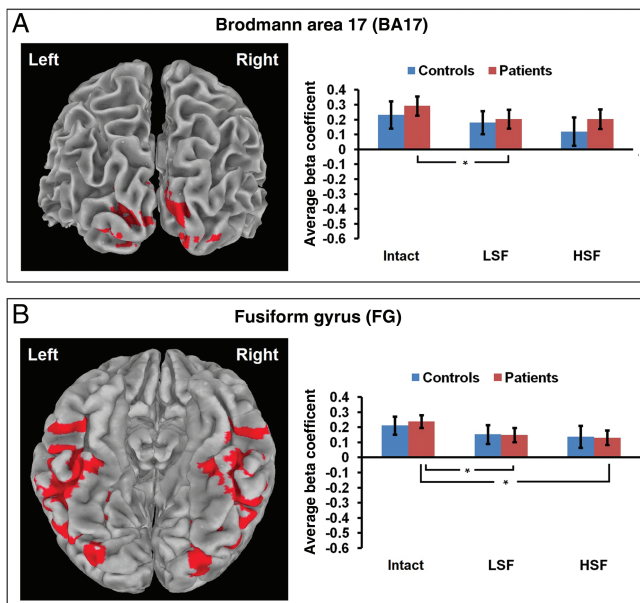 A
Brodmann area 17 (BA17)
Left
Right
Controls
Patients
Average beta coefficent
0.4
0.3
0.2
0.1
0
-0.1
-0.2
-0.3
-0.4
-0.5
-0.6
*
Intact
LSF
HSF
B
Fusiform gyrus (FG)
Left
Right
Controls
Patients
Average beta coefficent
0.4
0.3
0.2
0.1
0
-0.1
-0.2
-0.3
-0.4
-0.5
-0.6
*
*
Intact
LSF
HSF